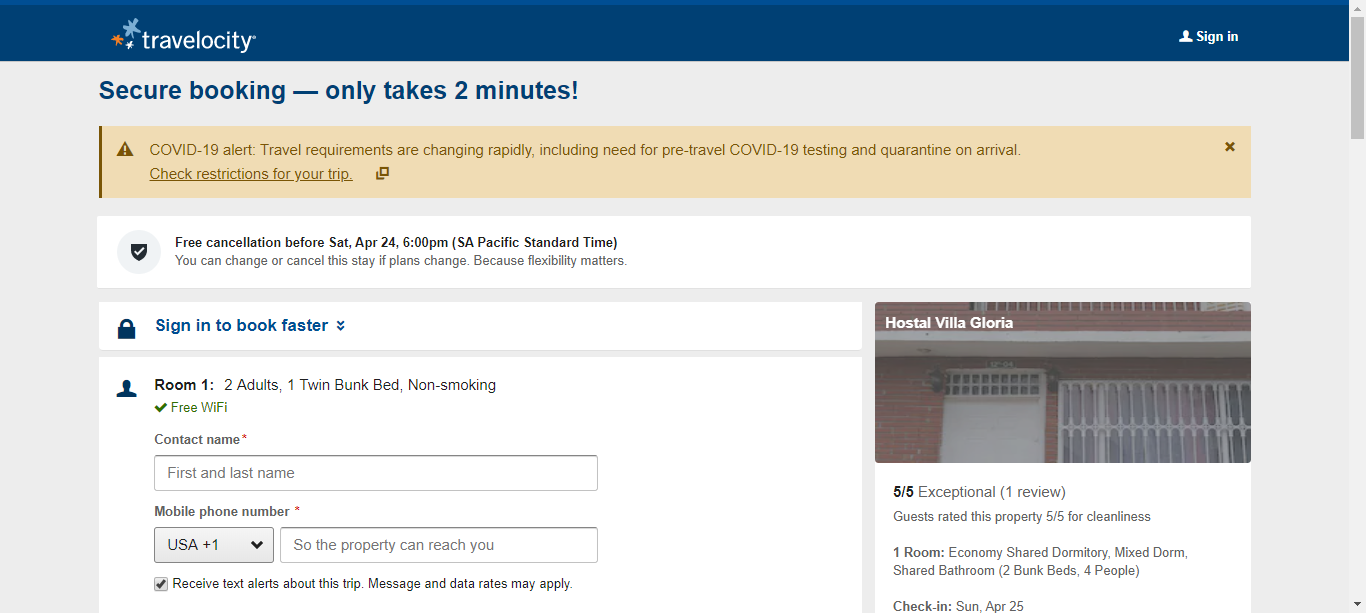 travelocity
Sign in
Secure booking — only takes 2 minutes!
COVID-19 alert: Travel requirements are changing rapidly, including need for pre-travel COVID-19 testing and quarantine on arrival.
Check restrictions for your trip.
Free cancellation before Sat, Apr 24, 6:00pm (SA Pacific Standard Time)
You can change or cancel this stay if plans change. Because flexibility matters.
Sign in to book faster
Room 1: 2 Adults, 1 Twin Bunk Bed, Non-smoking
Free WiFi
Contact name*
First and last name
Mobile phone number *
USA +1
So the property can reach you
Receive text alerts about this trip. Message and data rates may apply.
Hostal Villa Gloria
5/5 Exceptional (1 review)
Guests rated this property 5/5 for cleanliness
1 Room: Economy Shared Dormitory, Mixed Dorm,
Shared Bathroom (2 Bunk Beds, 4 People)
Check-in: Sun, Apr 25